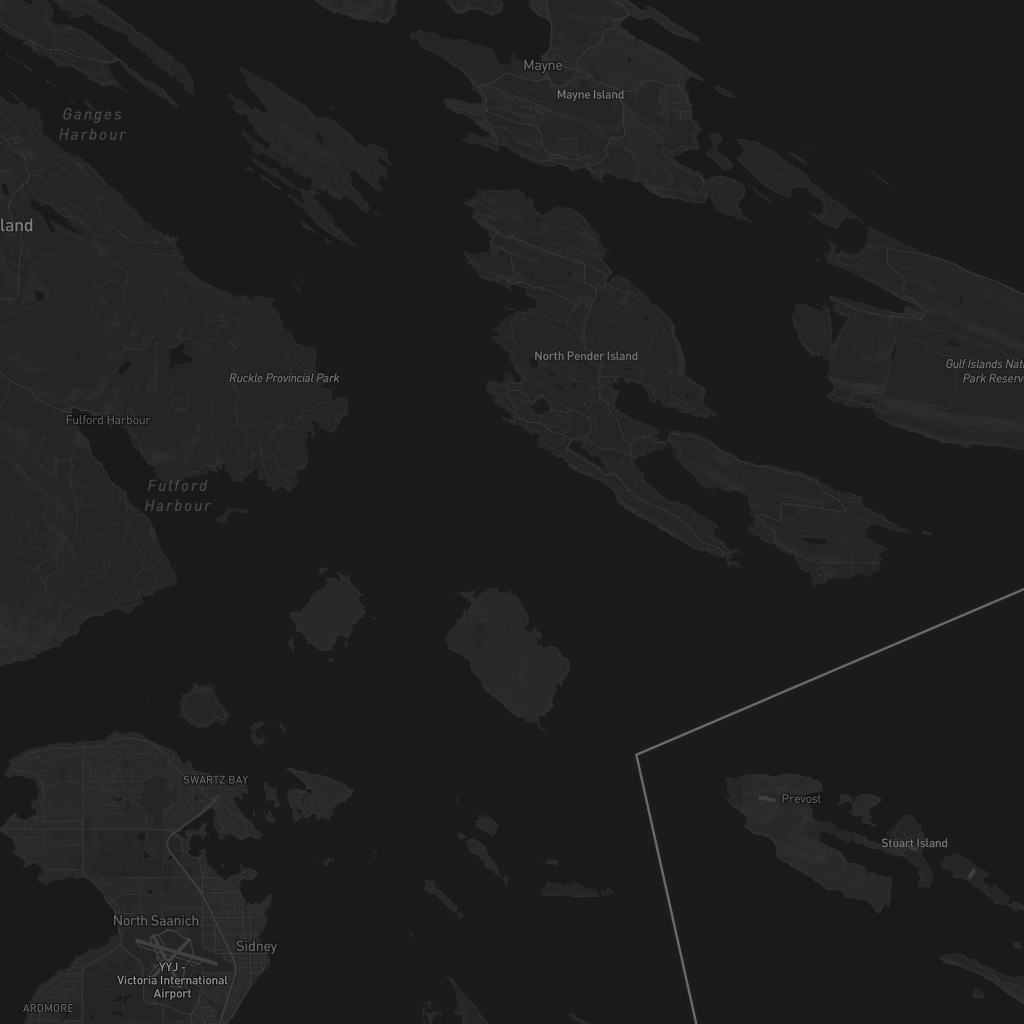 Mayne
Mayne Island
Ganges
Harbour
land
North Pender Island
Ruckle Provincial Park
Gulf Islands Nati
Park Reserv
Fulford Harbour
Fulford
Harbour
SWARTZ BAY
Prevost
Stuart Island
North Saanich
Sidney
YYJ -
Victoria International
Airport
ARDMORE